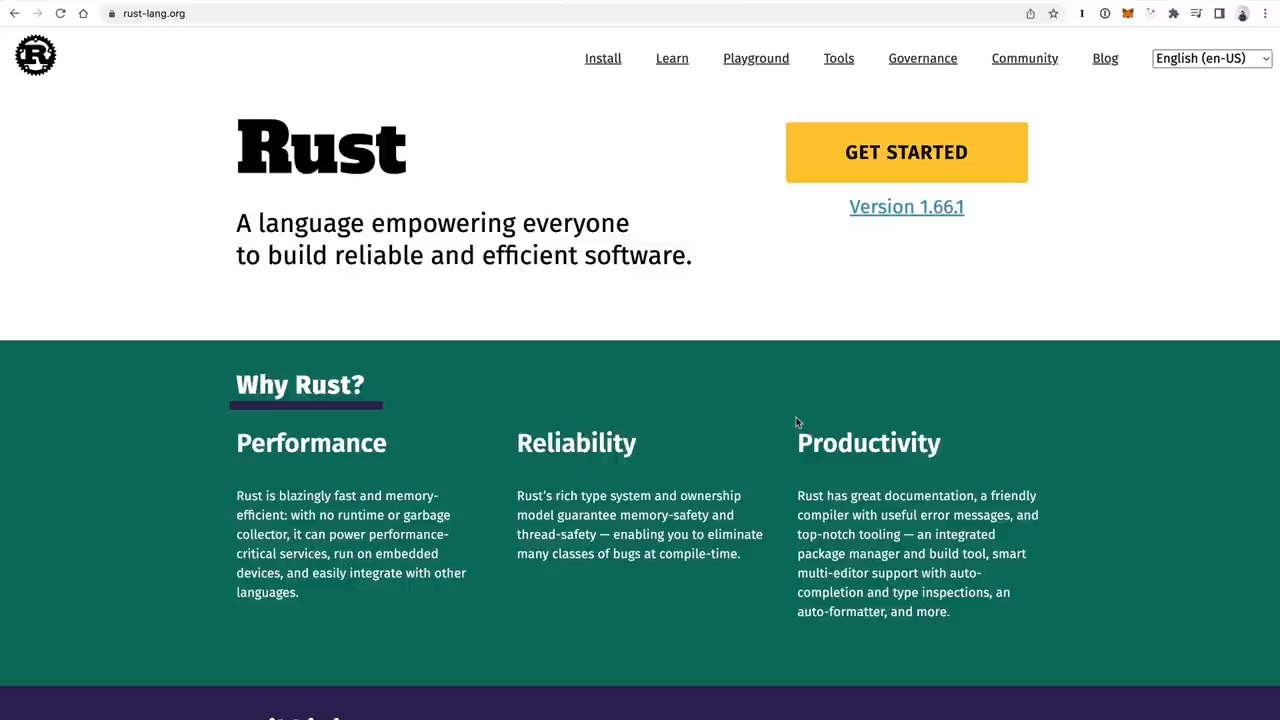 rust-lang.org
Install Learn Playground Tools Governance Community Blog English (en-US)
Rust
GET STARTED
Version 1.66.1
A language empowering everyone
to build reliable and efficient software.
Why Rust?
Performance
Rust is blazingly fast and memory-
efficient: with no runtime or garbage
collector, it can power performance-
critical services, run on embedded
devices, and easily integrate with other
languages.
Reliability
Rust’s rich type system and ownership
model guarantee memory-safety and
thread-safety — enabling you to eliminate
many classes of bugs at compile-time.
Productivity
Rust has great documentation, a friendly
compiler with useful error messages, and
top-notch tooling — an integrated
package manager and build tool, smart
multi-editor support with auto-
completion and type inspections, an
auto-formatter, and more.